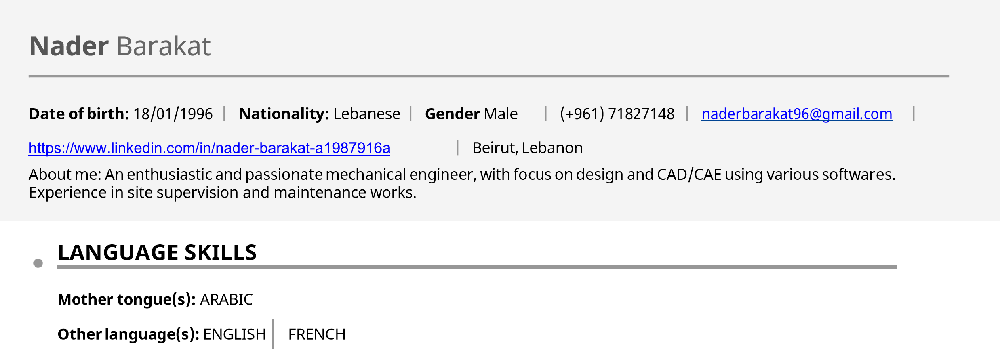 Nader Barakat
Date of birth: 18/01/1996 | Nationality: Lebanese | Gender Male | (+961) 71827148 | naderbarakat96@gmail.com |
https://www.linkedin.com/in/nader-barakat-a1987916a | Beirut, Lebanon
About me: An enthusiastic and passionate mechanical engineer, with focus on design and CAD/CAE using various softwares.
Experience in site supervision and maintenance works.
LANGUAGE SKILLS
Mother tongue(s): ARABIC
Other language(s): ENGLISH | FRENCH